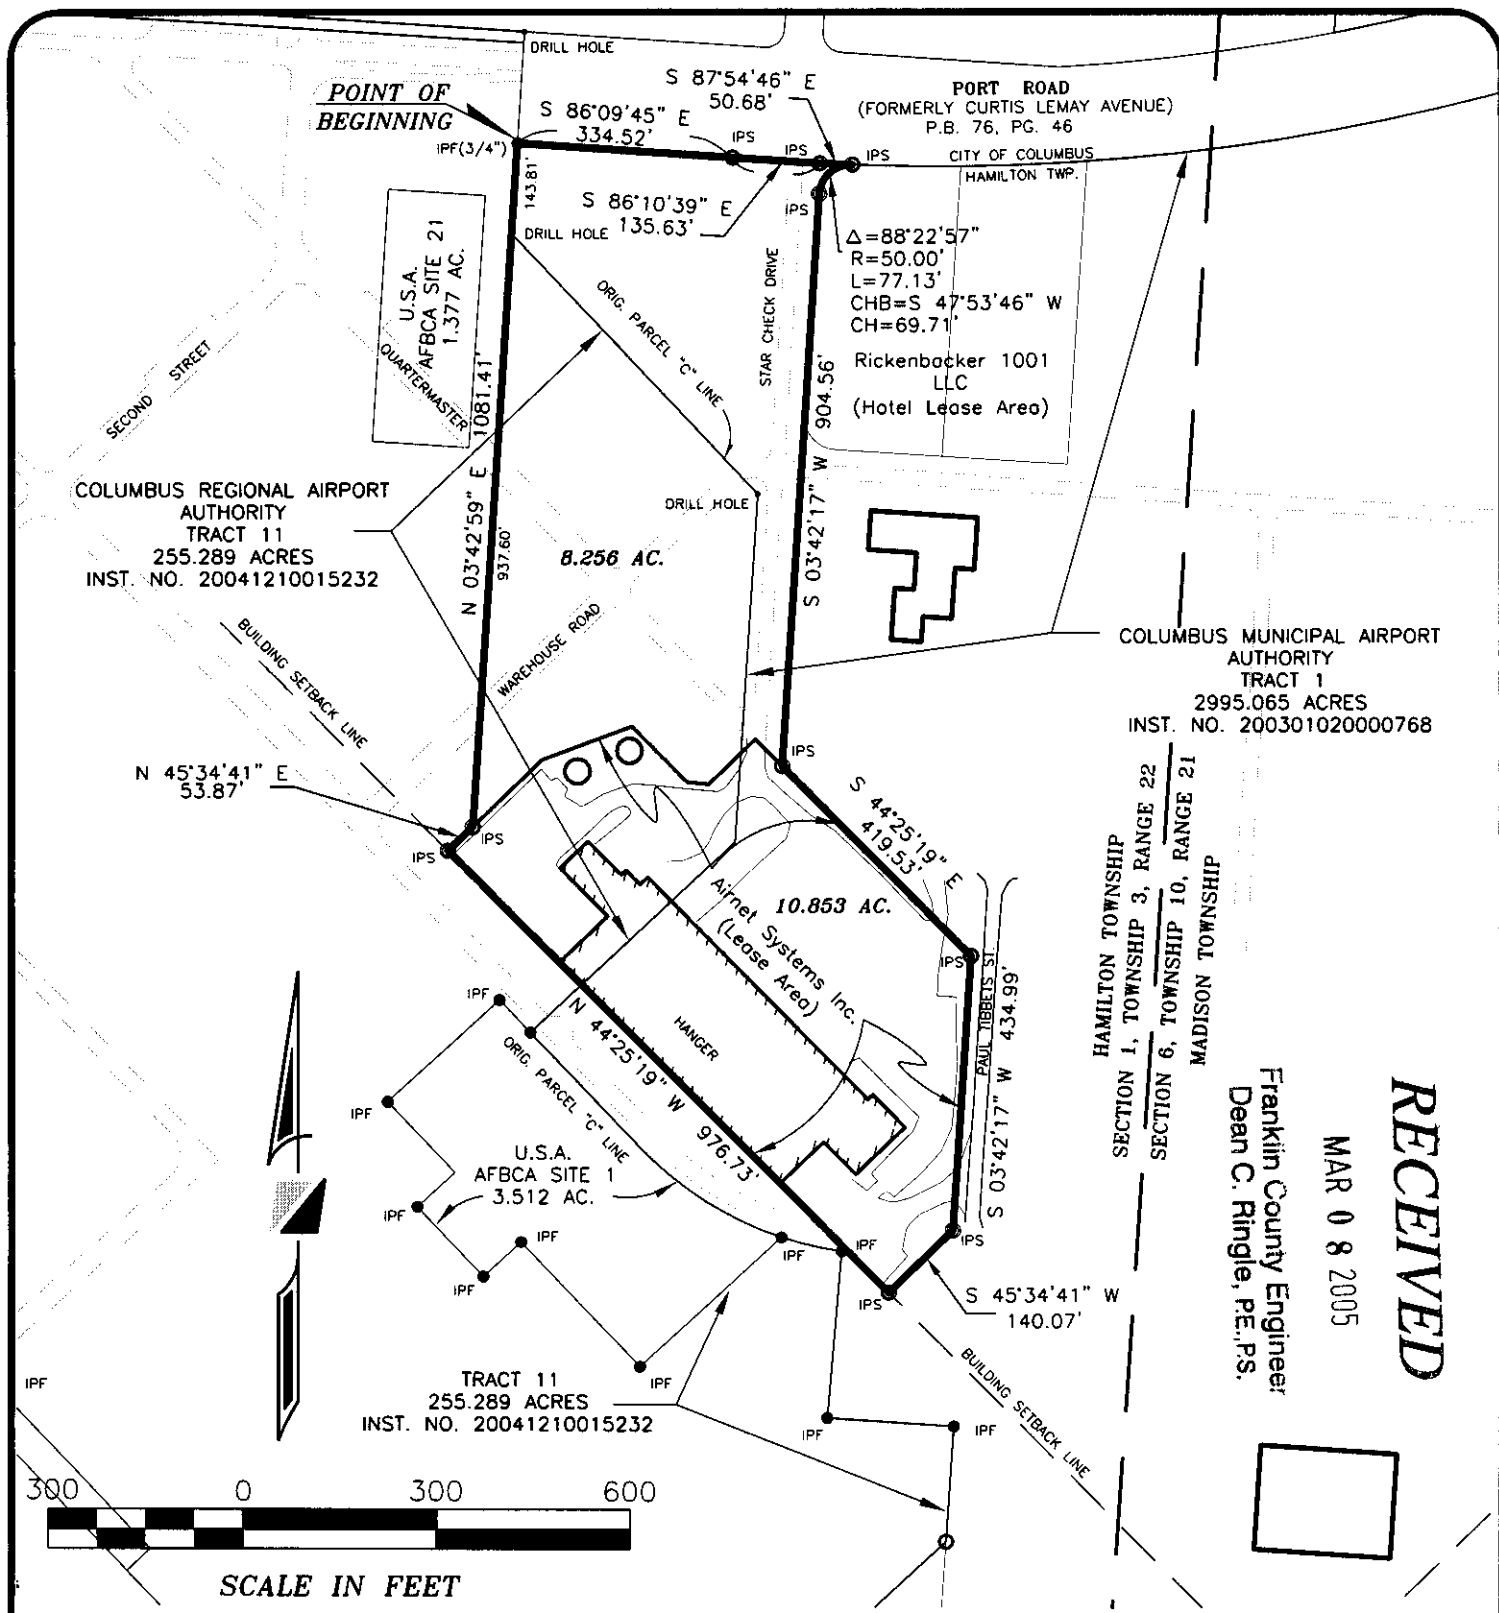 DRILL HOLE
POINT OF
BEGINNING
S 86°09'45" E
334.52'
S 87°54'46" E
50.68'
PORT ROAD
(FORMERLY CURTIS LEMAY AVENUE)
P.B. 76, PG. 46
IPF(3/4")
IPS
IPS
IPS
CITY OF COLUMBUS
HAMILTON TWP.
143.81'
S 86°10'39" E
135.63'
IPS
DRILL HOLE
U.S.A.
AFBCA SITE 21
1.377 AC.
Δ=88°22'57"
R=50.00'
L=77.13'
CHB=S 47°53'46" W
CH=69.71'
Rickenbacker 1001
LLC
(Hotel Lease Area)
ORIG. PARCEL "C" LINE
STAR CHECK DRIVE
SECOND STREET
QUARTERMASTER
N 03°42'59" E 1081.41'
937.60'
S 03°42'17" W 904.56'
COLUMBUS REGIONAL AIRPORT
AUTHORITY
TRACT 11
255.289 ACRES
INST. NO. 20041210015232
DRILL HOLE
8.256 AC.
WAREHOUSE ROAD
BUILDING SETBACK LINE
COLUMBUS MUNICIPAL AIRPORT
AUTHORITY
TRACT 1
2995.065 ACRES
INST. NO. 200301020000768
N 45°34'41" E
53.87'
IPS
IPS
IPS
S 44°25'19" E
419.53'
10.853 AC.
Airnet Systems Inc.
(Lease Area)
HANGER
IPS
PAUL TIBBETS ST
S 03°42'17" W 434.99'
HAMILTON TOWNSHIP
SECTION 1, TOWNSHIP 3, RANGE 22
SECTION 6, TOWNSHIP 10, RANGE 21
MADISON TOWNSHIP
IPF
ORIG. PARCEL "C" LINE
N 44°25'19" W 976.73'
IPF
U.S.A.
AFBCA SITE 1
3.512 AC.
IPF
IPF
IPF
IPF
IPF
IPS
IPS
S 45°34'41" W
140.07'
BUILDING SETBACK LINE
RECEIVED
MAR 08 2005
Franklin County Engineer
Dean C. Ringle, P.E., P.S.
IPF
IPF
TRACT 11
255.289 ACRES
INST. NO. 20041210015232
IPF
IPF
300 0 300 600
SCALE IN FEET